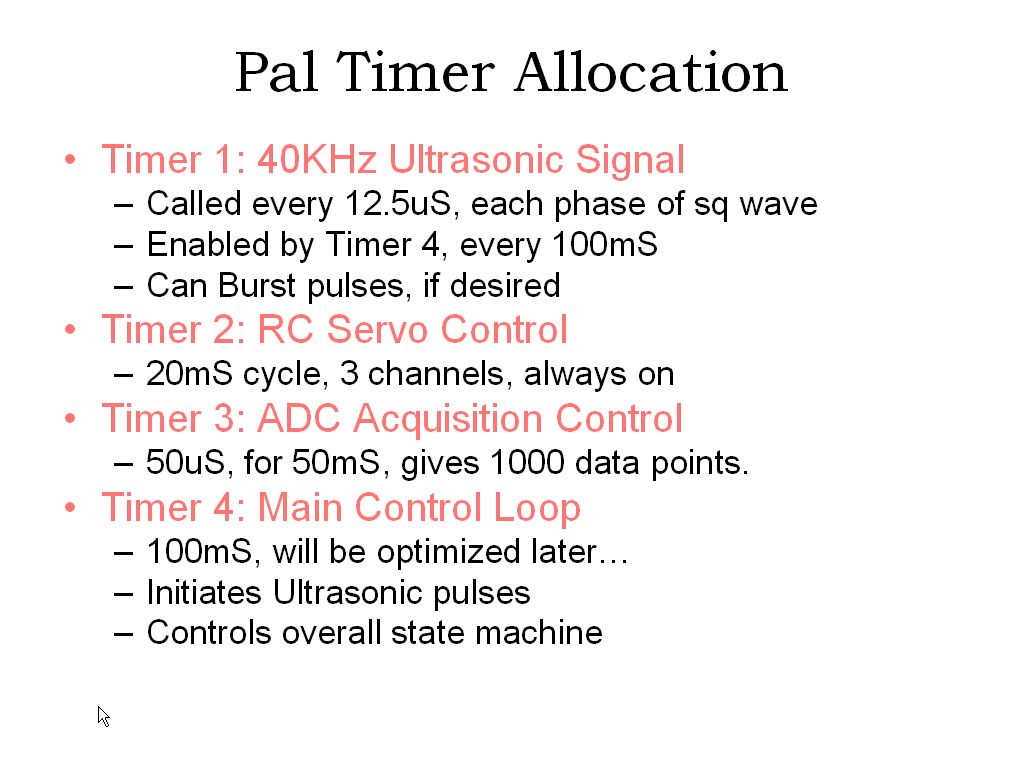 Pal Timer Allocation
• Timer 1: 40KHz Ultrasonic Signal
– Called every 12.5uS, each phase of sq wave
– Enabled by Timer 4, every 100mS
– Can Burst pulses, if desired
• Timer 2: RC Servo Control
– 20mS cycle, 3 channels, always on
• Timer 3: ADC Acquisition Control
– 50uS, for 50mS, gives 1000 data points.
• Timer 4: Main Control Loop
– 100mS, will be optimized later…
– Initiates Ultrasonic pulses
– Controls overall state machine